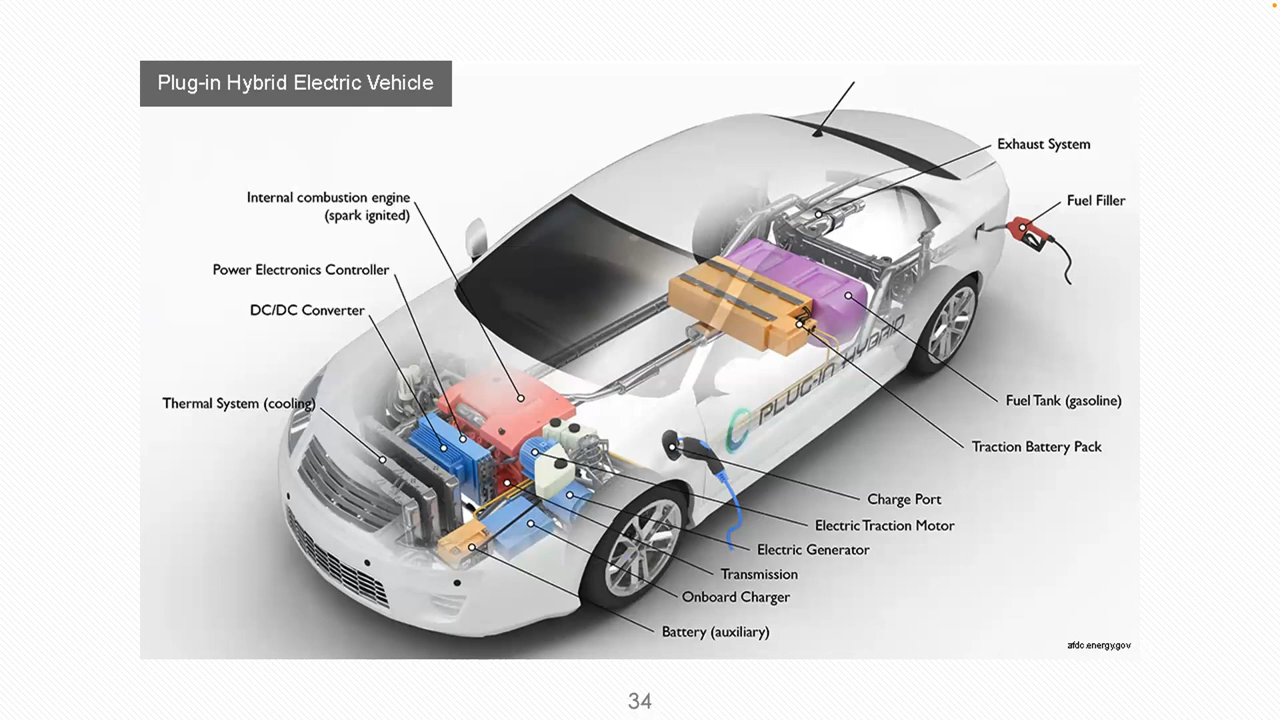 Plug-in Hybrid Electric Vehicle
Exhaust System
Fuel Filler
Internal combustion engine
(spark ignited)
Power Electronics Controller
DC/DC Converter
Thermal System (cooling)
PLUG-IN HYBRID
Fuel Tank (gasoline)
Traction Battery Pack
Charge Port
Electric Traction Motor
Electric Generator
Transmission
Onboard Charger
Battery (auxiliary)
afdc.energy.gov
34